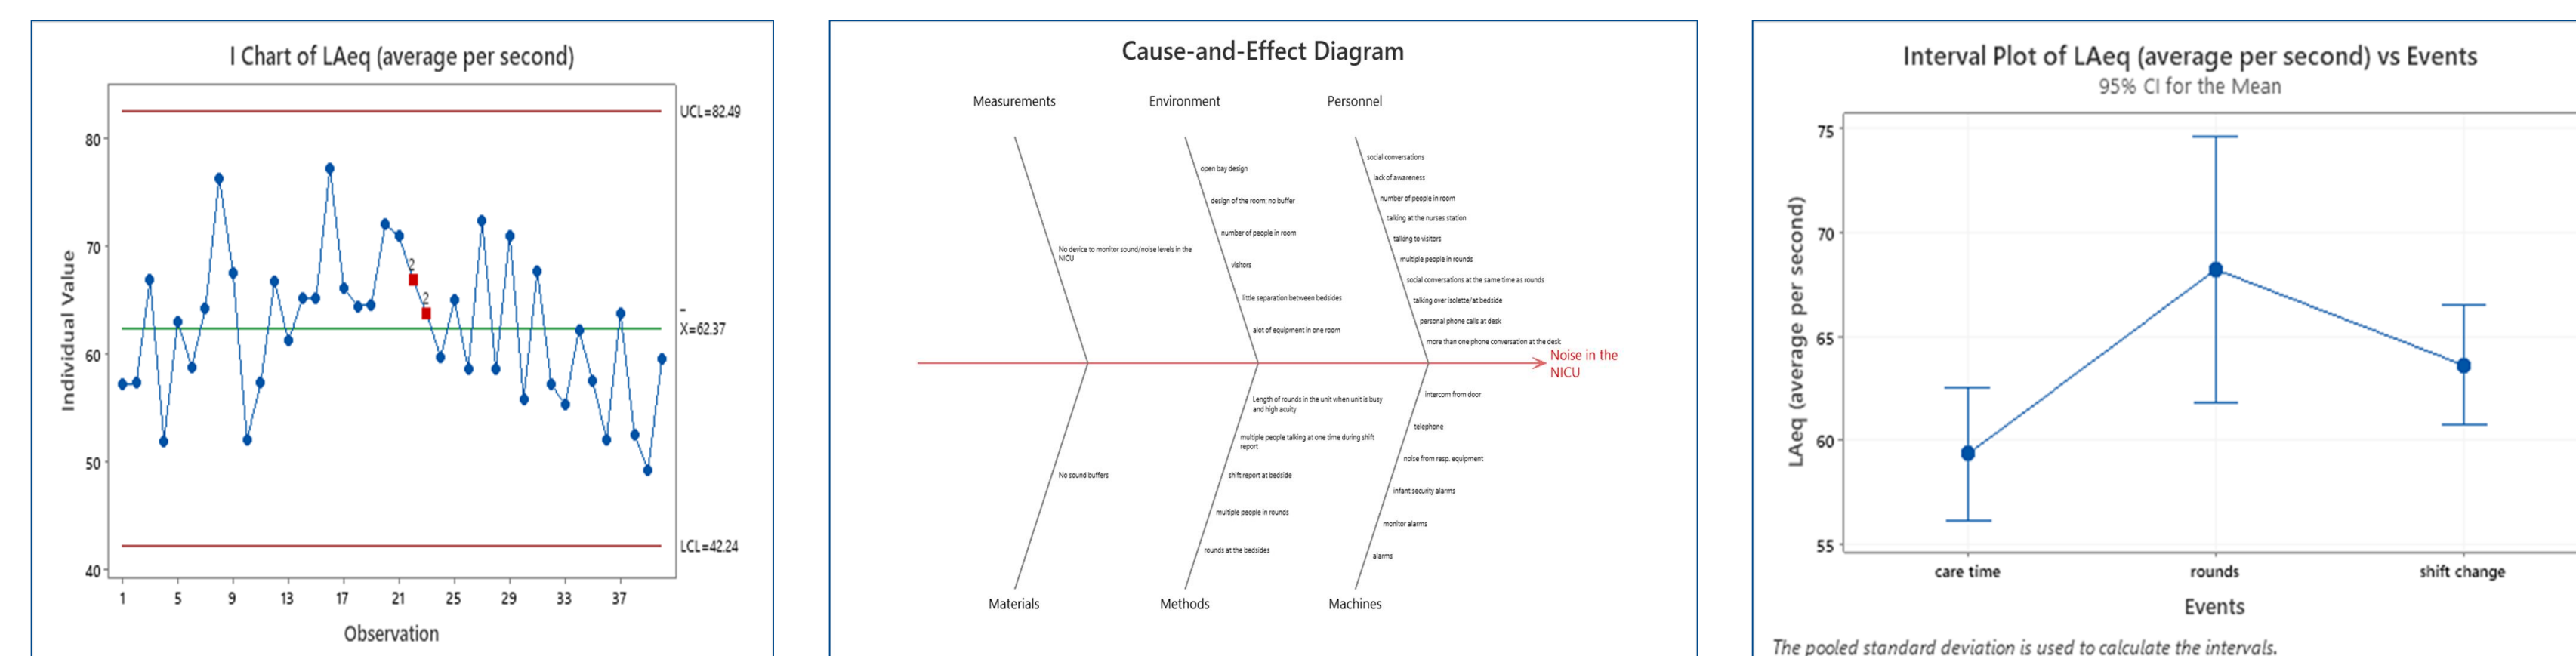 I Chart of LAeq (average per second)
UCL=82.49
80
70
2
2
_
X=62.37
60
50
LCL=42.24
40
Individual Value
1 5 9 13 17 21 25 29 33 37
Observation
Cause-and-Effect Diagram
Measurements Environment Personnel
No device to monitor sound/noise levels in the
NICU
open bay design
design of the room; no buffer
number of people in room
visitors
little separation between bedsides
alot of equipment in one room
social conversations
lack of awareness
number of people in room
talking at the nurses station
talking to visitors
multiple people in rounds
social conversations at the same time as rounds
talking over isolette/at bedside
personal phone calls at desk
more than one phone conversation at the desk
Noise in the
NICU
No sound buffers
Length of rounds in the unit when unit is busy
and high acuity
multiple people talking at one time during shift
report
shift report at bedside
multiple people in rounds
rounds at the bedsides
intercom from door
telephone
noise from resp. equipment
infant security alarms
monitor alarms
alarms
Materials Methods Machines
Interval Plot of LAeq (average per second) vs Events
95% CI for the Mean
75
70
65
60
55
LAeq (average per second)
care time rounds shift change
Events
The pooled standard deviation is used to calculate the intervals.